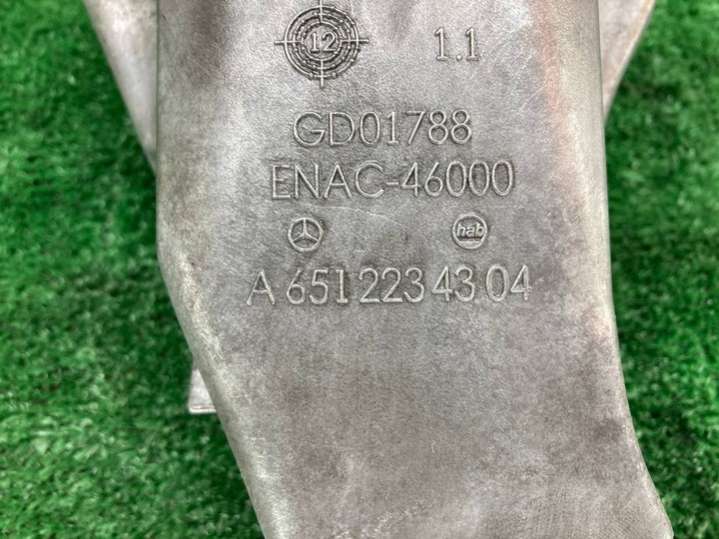 12 1.1
GD01788
ENAC-46000
hab
A 651 223 43 04